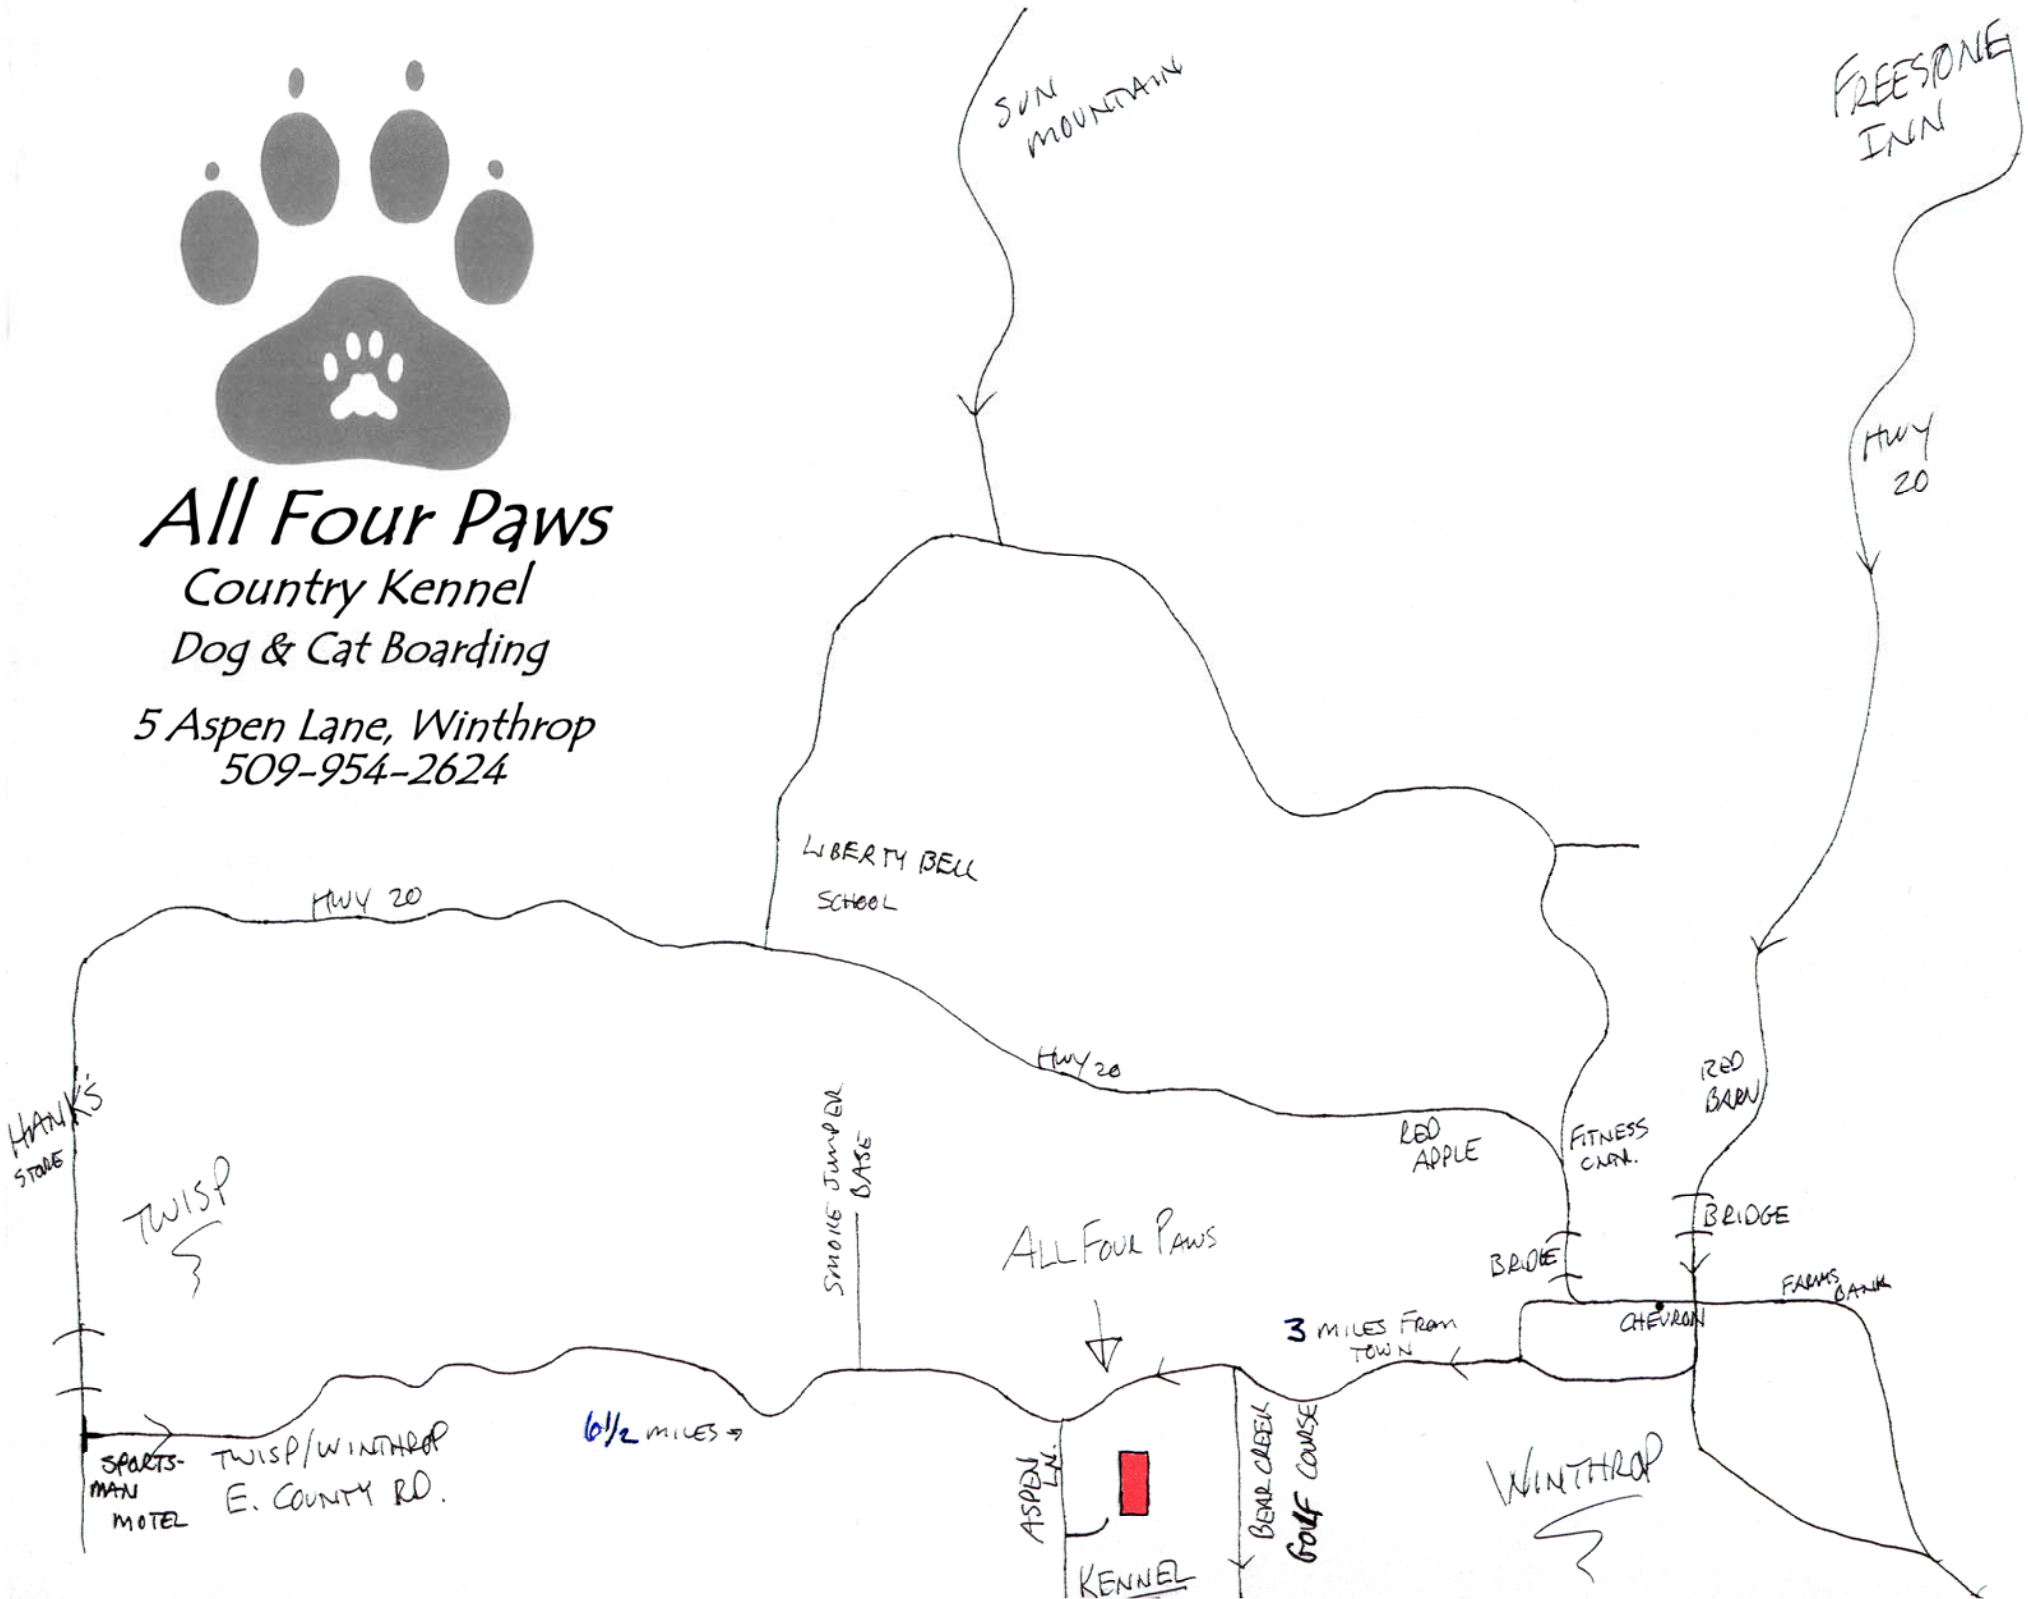 SUN
MOUNTAIN
FREESTONE
INN
HWY
20
All Four Paws
Country Kennel
Dog & Cat Boarding
5 Aspen Lane, Winthrop
509-954-2624
LIBERTY BELL
SCHOOL
HWY 20
HWY 20
HANK'S
STORE
TWISP
SMOKE JUMPER
BASE
RED
APPLE
FITNESS
CNTR.
RED
BARN
BRIDGE
BRIDGE
ALL FOUR PAWS
FARMS
BANK
CHEVRON
3 MILES FROM
TOWN
6 1/2 MILES →
SPORTS-
MAN
MOTEL
TWISP/WINTHROP
E. COUNTY RD.
ASPEN
LN.
KENNEL
BEAR CREEK
GOLF COURSE
WINTHROP